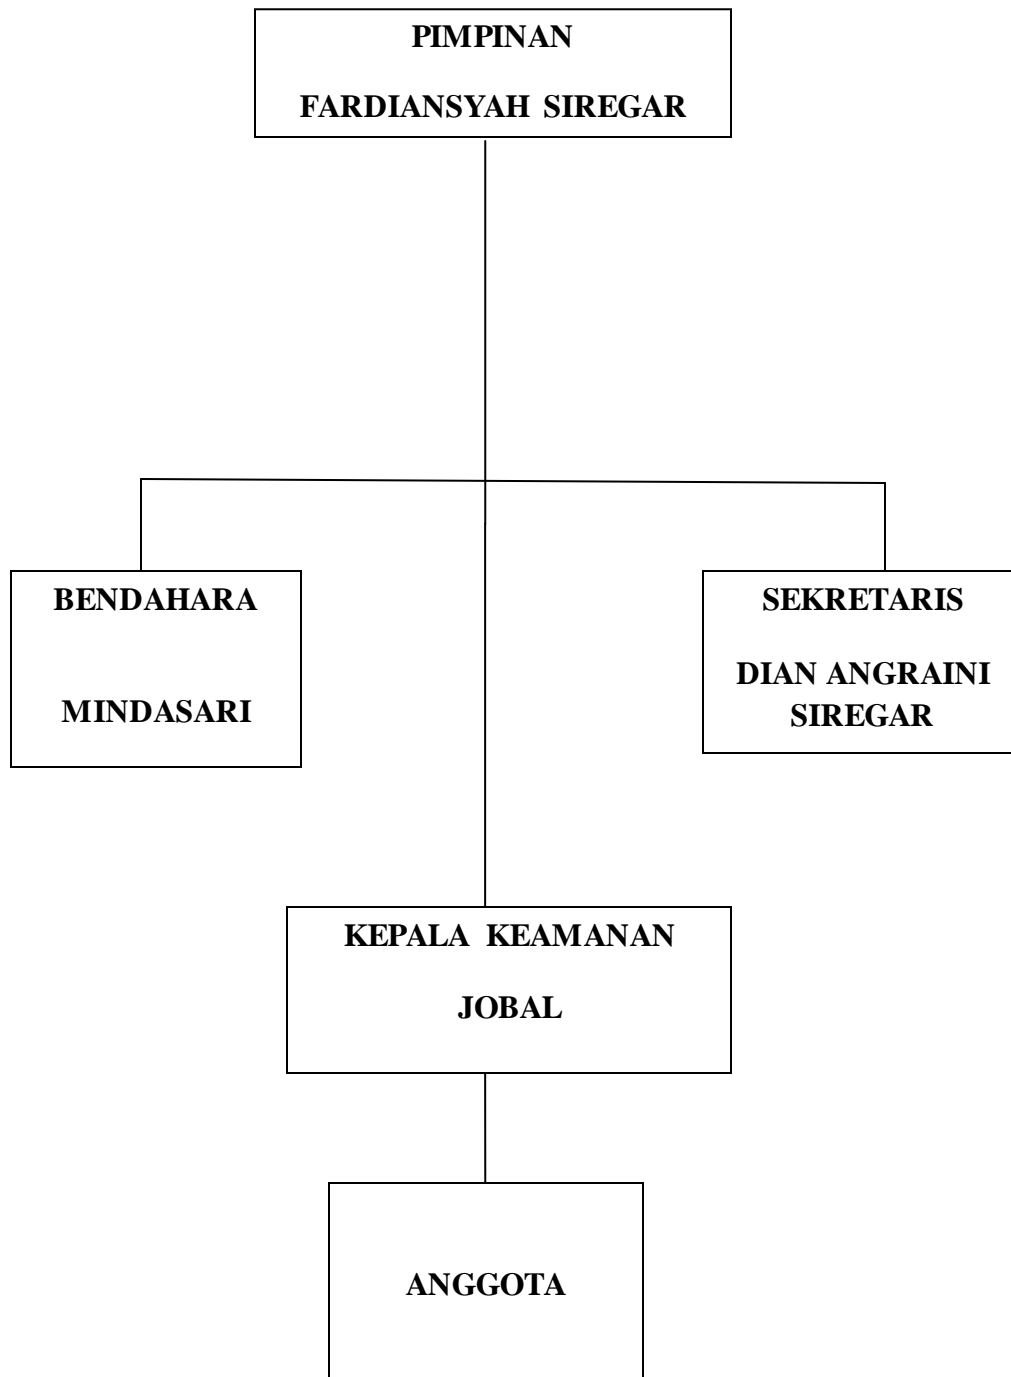 PIMPINAN
FARDIANSYAH SIREGAR
BENDAHARA
MINDASARI
SEKRETARIS
DIAN ANGRAINI
SIREGAR
KEPALA KEAMANAN
JOBAL
ANGGOTA